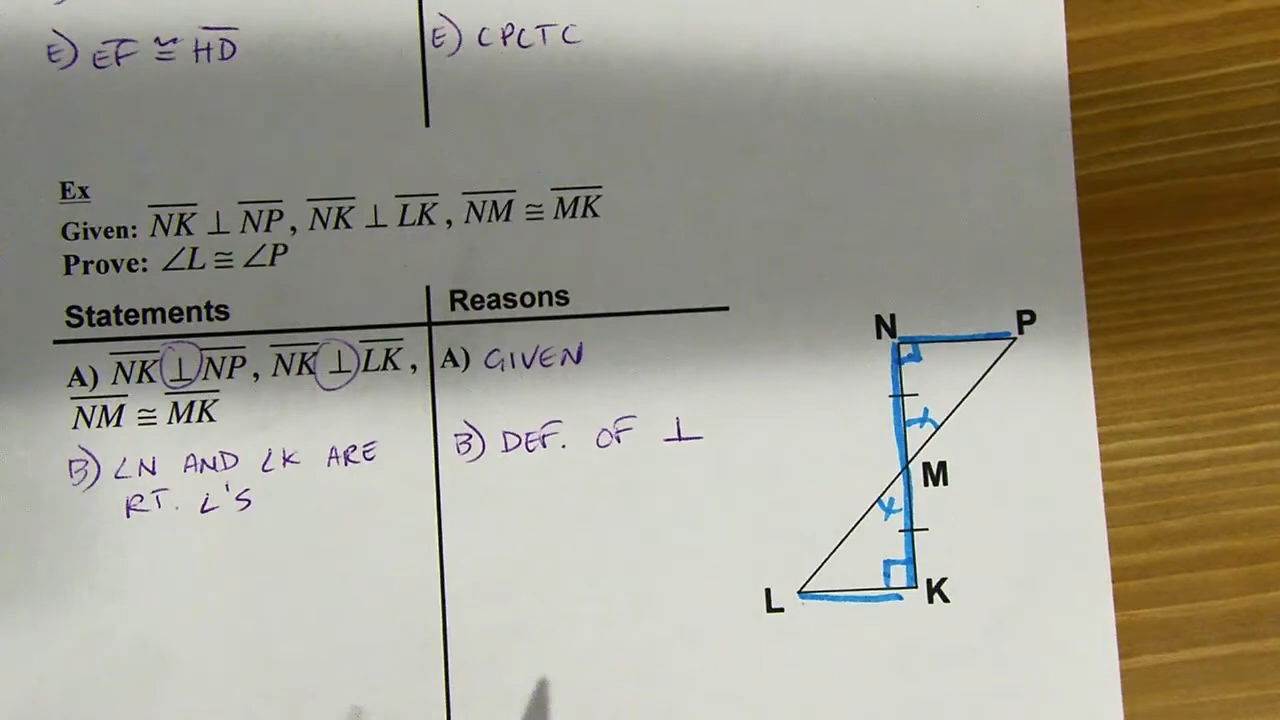 E) EF ≅ HD
E) CPCTC
Ex
Given: NK ⊥ NP, NK ⊥ LK, NM ≅ MK
Prove: ∠L ≅ ∠P
Statements
Reasons
A) NK ⊥ NP, NK ⊥ LK,
NM ≅ MK
A) GIVEN
B) ∠N AND ∠K ARE
RT. ∠'S
B) DEF. OF ⊥
N
P
M
L
K